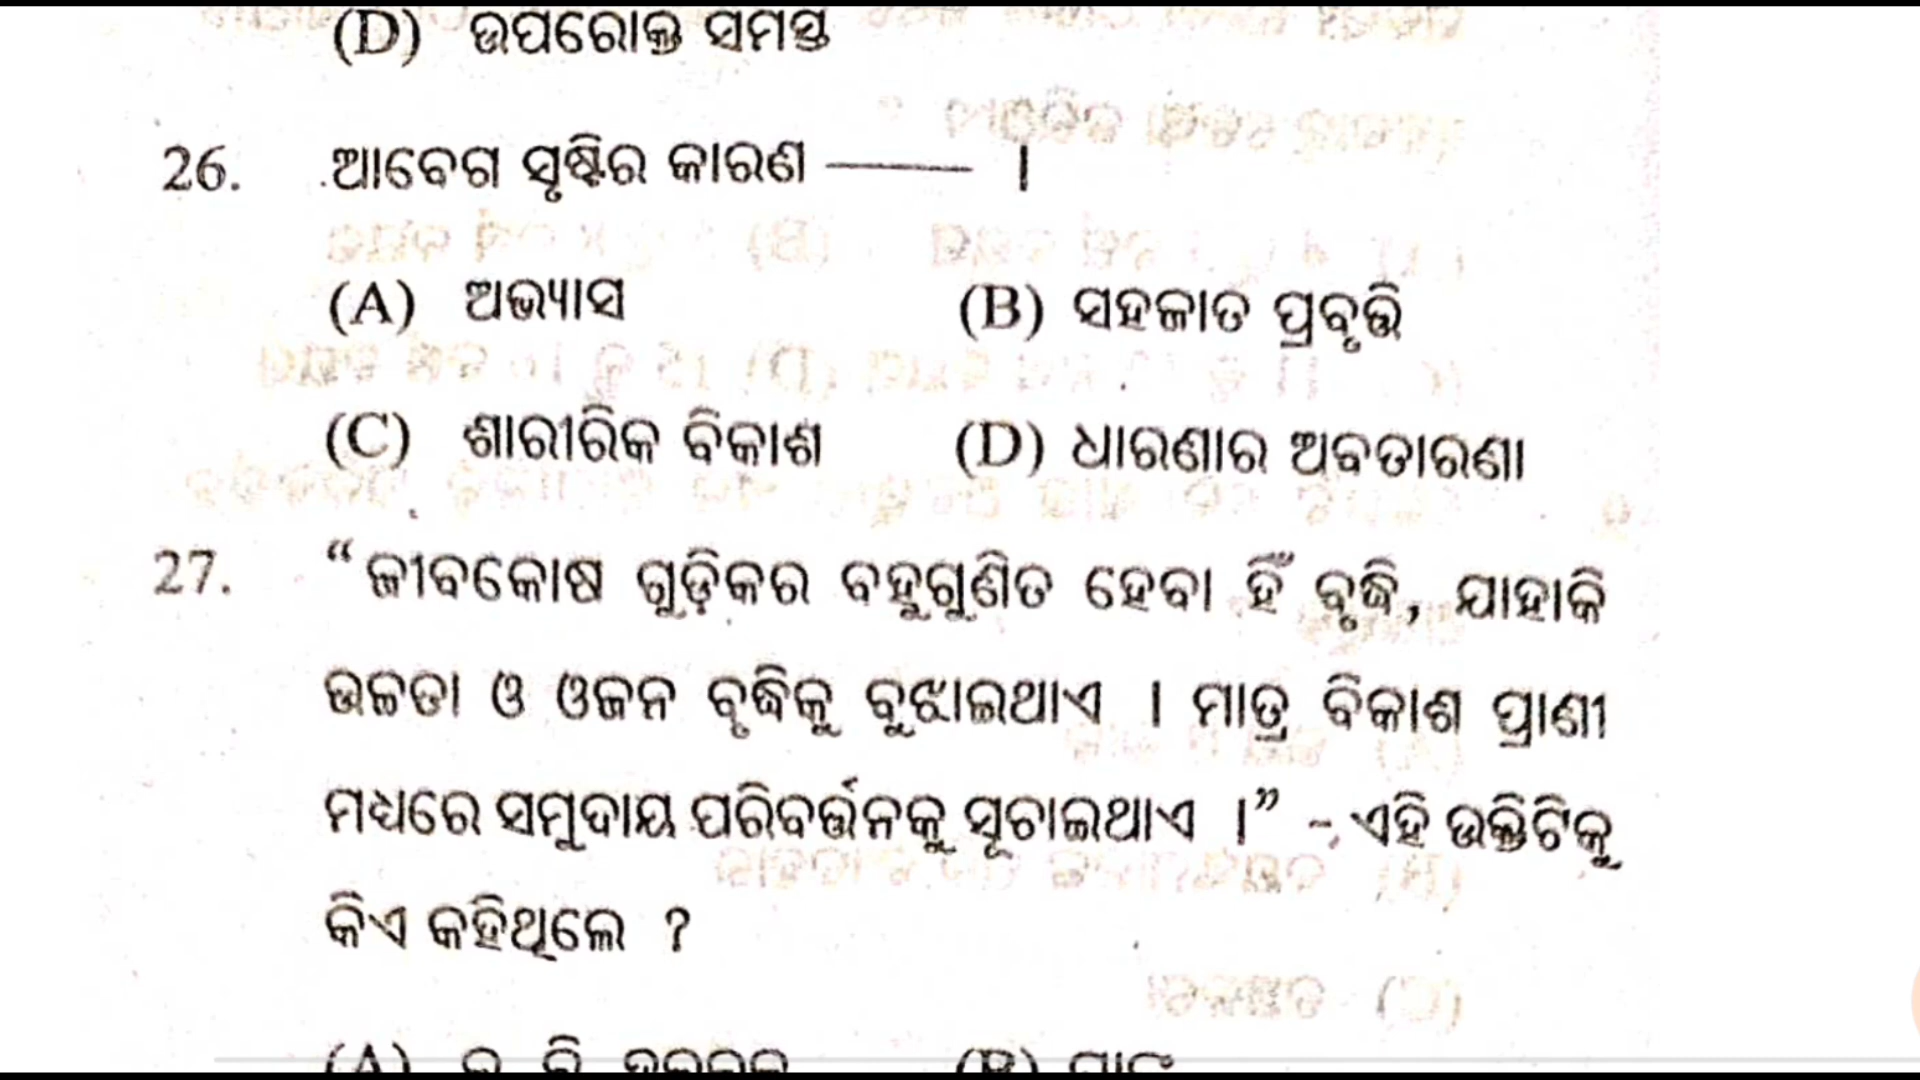 (D) ଉପରୋକ୍ତ ସମସ୍ତ
26. ଆବେଗ ସୃଷ୍ଟିର କାରଣ ——— ।
(A) ଅଭ୍ୟାସ (B) ସହଜାତ ପ୍ରବୃତ୍ତି
(C) ଶାରୀରିକ ବିକାଶ (D) ଧାରଣାର ଅବତାରଣା
27. “ଜୀବକୋଷ ଗୁଡ଼ିକର ବହୁଗୁଣିତ ହେବା ହିଁ ବୃଦ୍ଧି, ଯାହାକି
ଉଚ୍ଚତା ଓ ଓଜନ ବୃଦ୍ଧିକୁ ବୁଝାଇଥାଏ । ମାତ୍ର ବିକାଶ ପ୍ରାଣୀ
ମଧ୍ୟରେ ସମୁଦାୟ ପରିବର୍ତ୍ତନକୁ ସୂଚାଇଥାଏ ।” - ଏହି ଉକ୍ତିଟିକୁ
କିଏ କହିଥିଲେ ?
(A) (B)